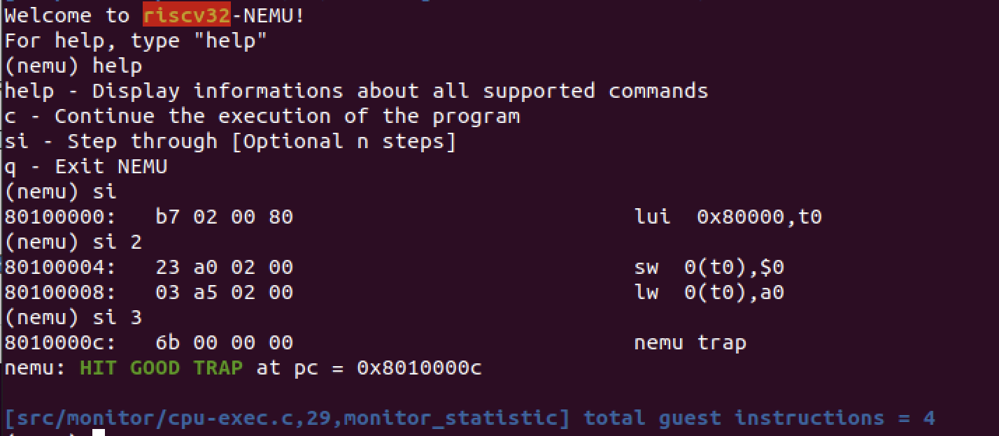 Welcome to riscv32-NEMU!
For help, type "help"
(nemu) help
help - Display informations about all supported commands
c - Continue the execution of the program
si - Step through [Optional n steps]
q - Exit NEMU
(nemu) si
80100000:   b7 02 00 80                           lui  0x80000,t0
(nemu) si 2
80100004:   23 a0 02 00                           sw  0(t0),$0
80100008:   03 a5 02 00                           lw  0(t0),a0
(nemu) si 3
8010000c:   6b 00 00 00                           nemu trap
nemu: HIT GOOD TRAP at pc = 0x8010000c
[src/monitor/cpu-exec.c,29,monitor_statistic] total guest instructions = 4